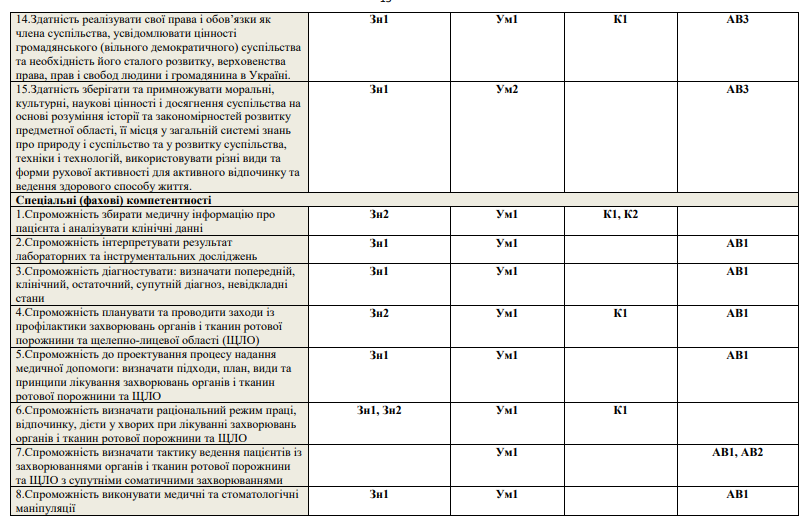 14.Здатність реалізувати свої права і обов’язки як Зн1 Ум1 К1 АВ3
члена суспільства, усвідомлювати цінності
громадянського (вільного демократичного) суспільства
та необхідність його сталого розвитку, верховенства
права, прав і свобод людини і громадянина в Україні.
15.Здатність зберігати та примножувати моральні, Зн1 Ум2 АВ3
культурні, наукові цінності і досягнення суспільства на
основі розуміння історії та закономірностей розвитку
предметної області, її місця у загальній системі знань
про природу і суспільство та у розвитку суспільства,
техніки і технологій, використовувати різні види та
форми рухової активності для активного відпочинку та
ведення здорового способу життя.
Спеціальні (фахові) компетентності
1.Спроможність збирати медичну інформацію про Зн2 Ум1 К1, К2
пацієнта і аналізувати клінічні данні
2.Спроможність інтерпретувати результат Зн1 Ум1 АВ1
лабораторних та інструментальних досліджень
3.Спроможність діагностувати: визначати попередній, Зн1 Ум1 АВ1
клінічний, остаточний, супутній діагноз, невідкладні
стани
4.Спроможність планувати та проводити заходи із Зн2 Ум1 К1 АВ1
профілактики захворювань органів і тканин ротової
порожнини та щелепно-лицевої області (ЩЛО)
5.Спроможність до проектування процесу надання Зн1 Ум1 АВ1
медичної допомоги: визначати підходи, план, види та
принципи лікування захворювань органів і тканин
ротової порожнини та ЩЛО
6.Спроможність визначати раціональний режим праці, Зн1, Зн2 Ум1 К1
відпочинку, дієти у хворих при лікуванні захворювань
органів і тканин ротової порожнини та ЩЛО
7.Спроможність визначати тактику ведення пацієнтів із Ум1 АВ1, АВ2
захворюваннями органів і тканин ротової порожнини
та ЩЛО з супутніми соматичними захворюваннями
8.Спроможність виконувати медичні та стоматологічні Зн1 Ум1 АВ1
маніпуляції